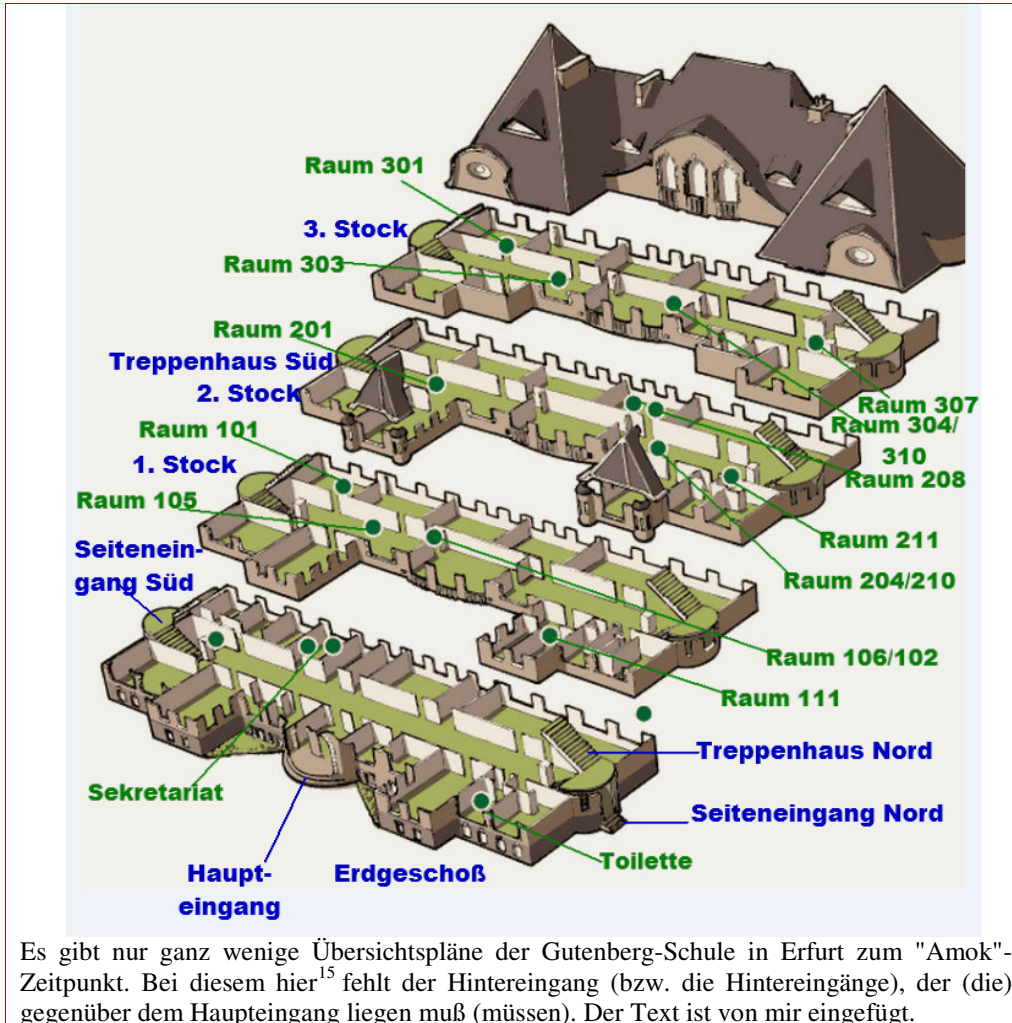 Raum 301
3. Stock
Raum 303
Raum 201
Treppenhaus Süd
2. Stock
Raum 307
Raum 304/
310
Raum 101
Raum 208
1. Stock
Raum 105
Raum 211
Seitenein-
gang Süd
Raum 204/210
Raum 106/102
Raum 111
Treppenhaus Nord
Sekretariat
Seiteneingang Nord
Toilette
Haupt-
eingang
Erdgeschoß
Es gibt nur ganz wenige Übersichtspläne der Gutenberg-Schule in Erfurt zum "Amok"-
Zeitpunkt. Bei diesem hier15 fehlt der Hintereingang (bzw. die Hintereingänge), der (die)
gegenüber dem Haupteingang liegen muß (müssen). Der Text ist von mir eingefügt.